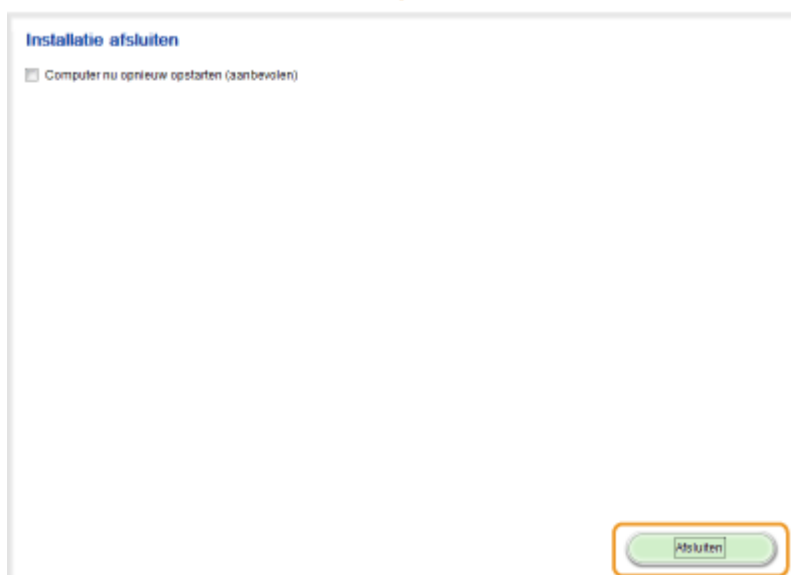 Installatie afsluiten
Computer nu opnieuw opstarten (aanbevolen)
Afsluiten